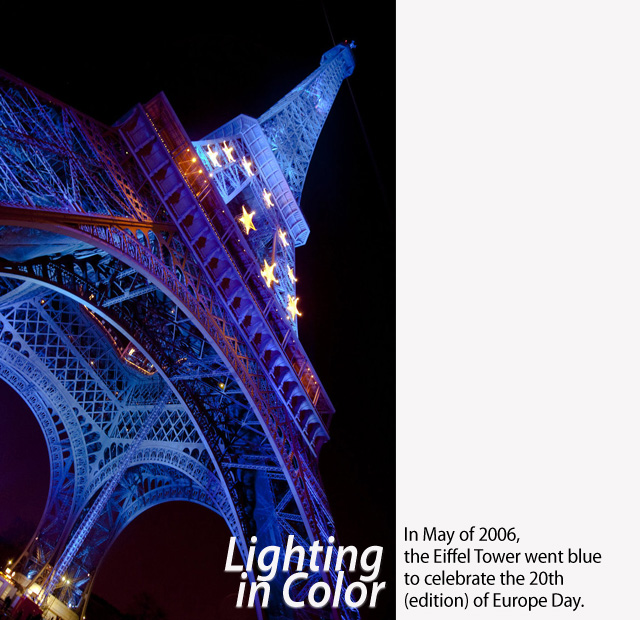 Lighting
in Color
In May of 2006,
the Eiffel Tower went blue
to celebrate the 20th
(edition) of Europe Day.